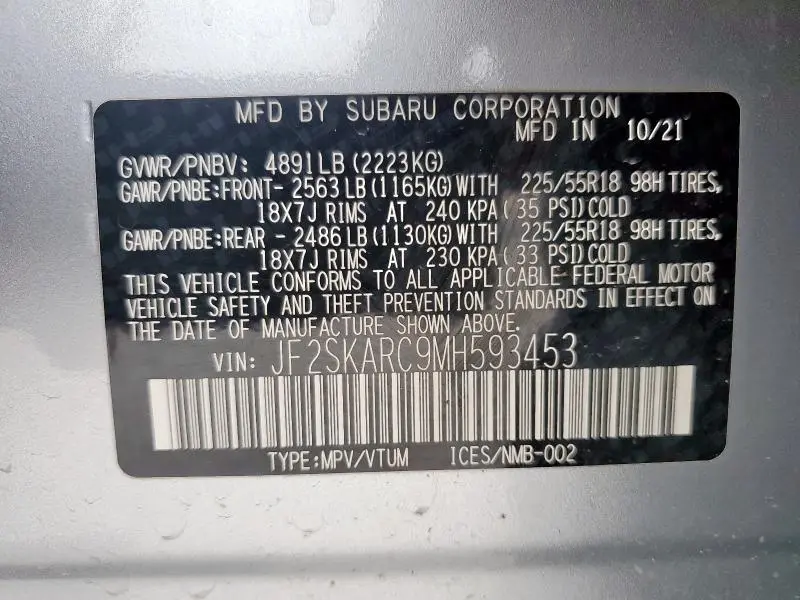 MFD BY SUBARU CORPORATION
MFD IN 10/21
GVWR/PNBV: 4891LB (2223KG)
GAWR/PNBE:FRONT- 2563 LB (1165KG) WITH 225/55R18 98H TIRES,
18X7J RIMS AT 240 KPA( 35 PSI)COLD
GAWR/PNBE:REAR - 2486 LB (1130KG) WITH 225/55R18 98H TIRES,
18X7J RIMS AT 230 KPA( 33 PSI)COLD
THIS VEHICLE CONFORMS TO ALL APPLICABLE FEDERAL MOTOR
VEHICLE SAFETY AND THEFT PREVENTION STANDARDS IN EFFECT ON
THE DATE OF MANUFACTURE SHOWN ABOVE.
VIN: JF2SKARC9MH593453
TYPE:MPV/VTUM ICES/NMB-002